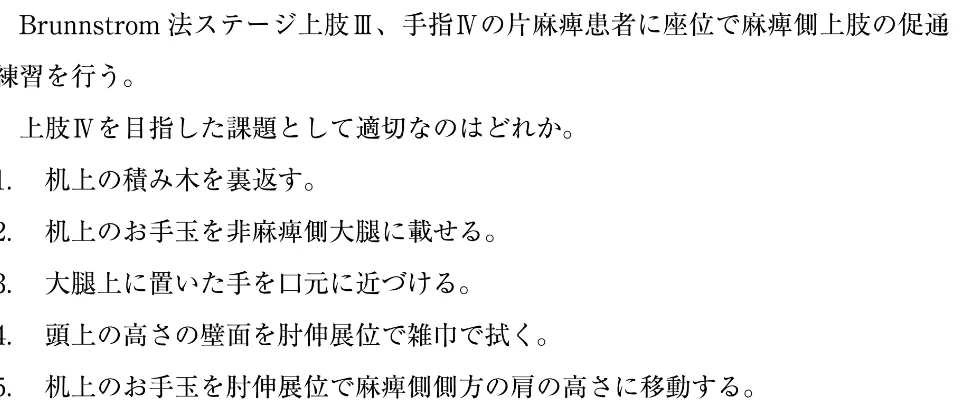 Brunnstrom 法ステージ上肢Ⅲ、手指Ⅳの片麻痺患者に座位で麻痺側上肢の促通
練習を行う。
上肢Ⅳを目指した課題として適切なのはどれか。
1. 机上の積み木を裏返す。
2. 机上のお手玉を非麻痺側大腿に載せる。
3. 大腿上に置いた手を口元に近づける。
4. 頭上の高さの壁面を肘伸展位で雑巾で拭く。
5. 机上のお手玉を肘伸展位で麻痺側側方の肩の高さに移動する。